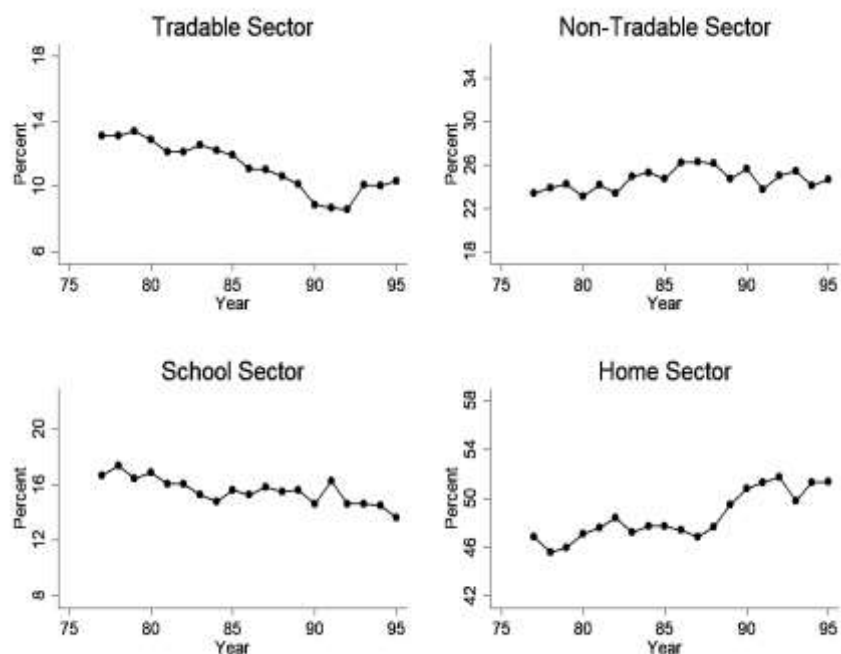 Tradable Sector
Percent
18
14
10
6
75 80 85 90 95
Year
Non-Tradable Sector
Percent
34
30
26
22
18
75 80 85 90 95
Year
School Sector
Percent
20
16
12
8
75 80 85 90 95
Year
Home Sector
Percent
58
54
50
46
42
75 80 85 90 95
Year